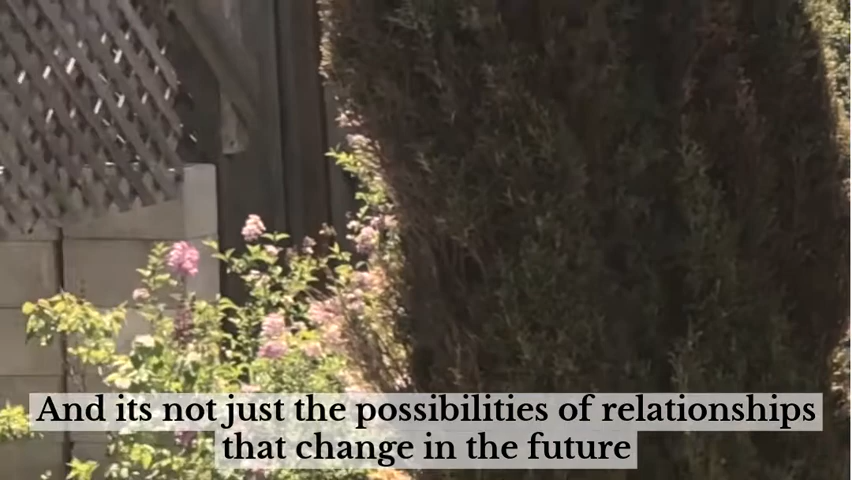 And its not just the possibilities of relationships
that change in the future